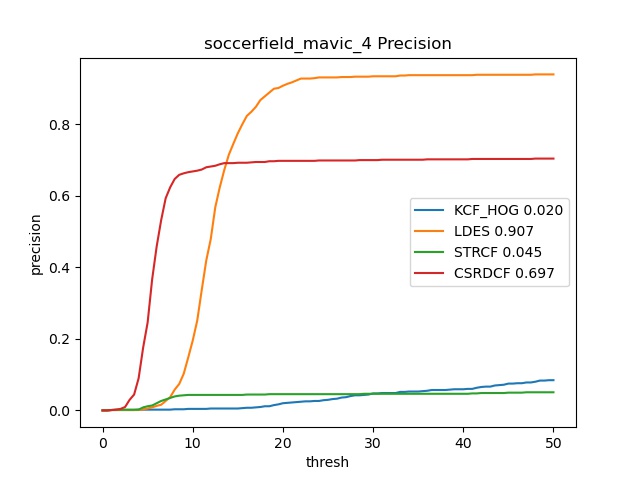 soccerfield_mavic_4 Precision
precision
0.8
0.6
0.4
0.2
0.0
KCF_HOG 0.020
LDES 0.907
STRCF 0.045
CSRDCF 0.697
0 10 20 30 40 50
thresh